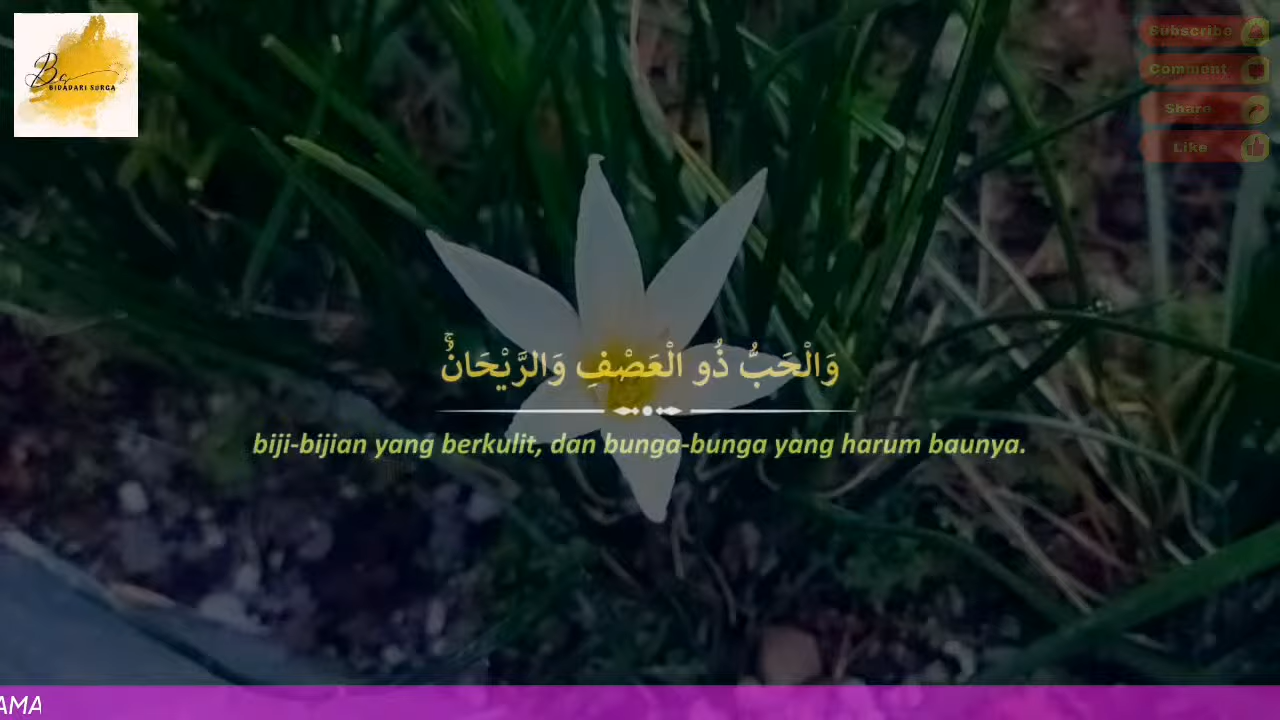 Bs
BIDADARI SURGA
Subscribe
Comment
Share
Like
وَالْحَبُّ ذُو الْعَصْفِ وَالرَّيْحَانُۚ
biji-bijian yang berkulit, dan bunga-bunga yang harum baunya.
AMA